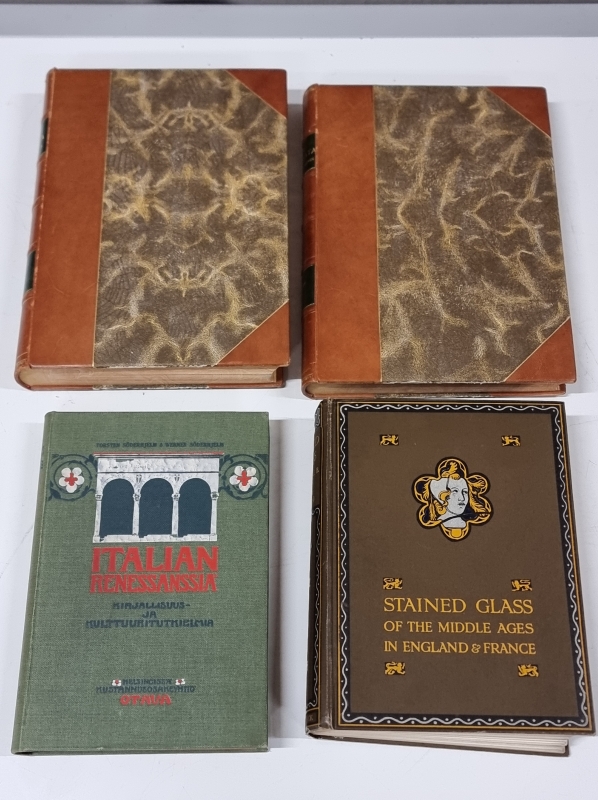 TORSTEN SÖDERHJELM & WERNER SÖDERHJELM
ITALIAN
RENESSANSSIA
KIRJALLISUUS-
JA
KULTTUURITUTKIELMIA
HELSINGISSÄ
KUSTANNUSOSAKEYHTIÖ
OTAVA
STAINED GLASS
OF THE MIDDLE AGES
IN ENGLAND & FRANCE